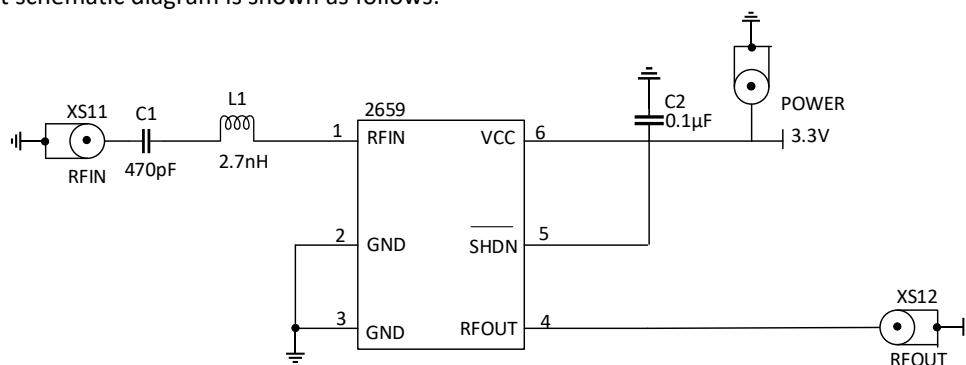 t schematic diagram is shown as follows:
XS11
C1
L1
2659
C2
0.1μF
POWER
3.3V
RFIN
470pF
2.7nH
1
RFIN
VCC
6
2
GND
SHDN
5
3
GND
RFOUT
4
XS12
RFOUT